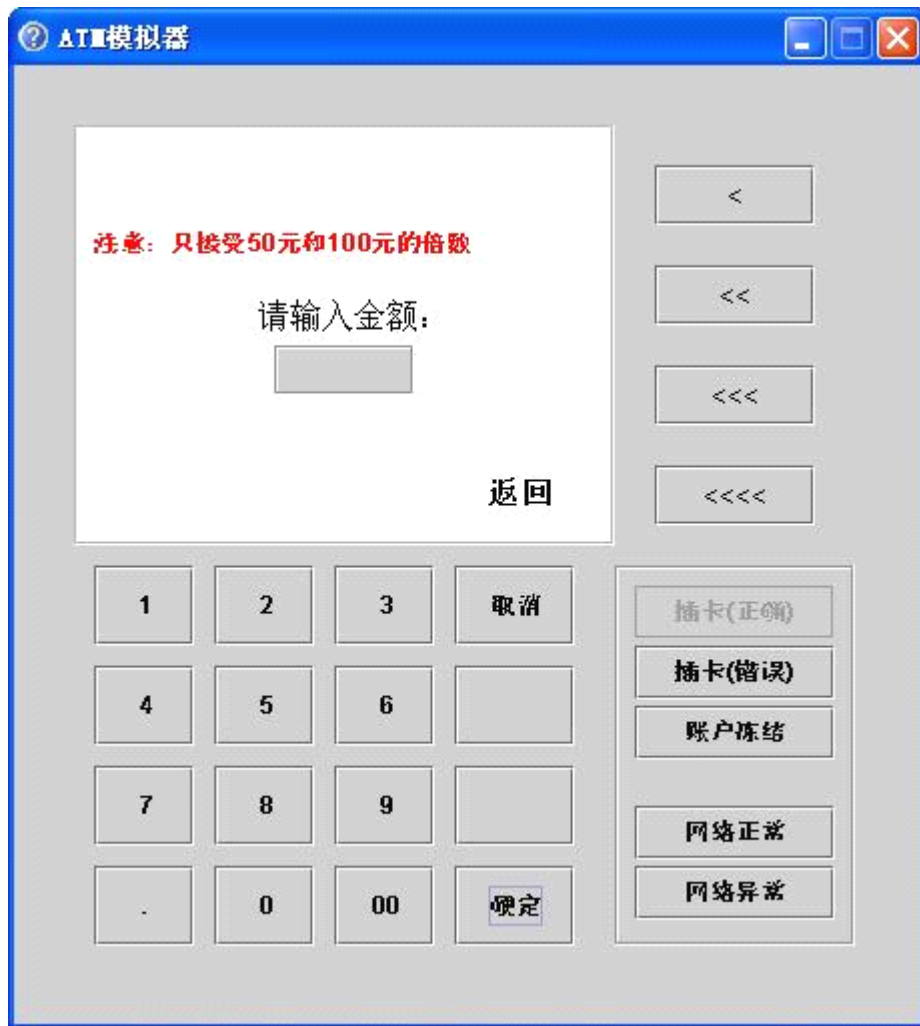 ATM模拟器
注意：只接受50元和100元的倍数
请输入金额：
返回
<
<<
<<<
<<<<
1 2 3 取消
4 5 6
7 8 9
. 0 00 硬定
插卡(正确)
插卡(错误)
账户冻结
网络正常
网络异常